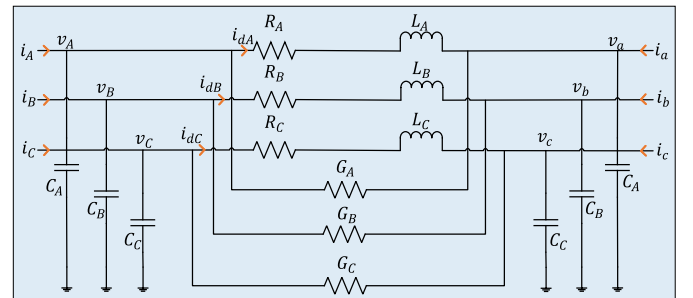 i_A v_A i_dA R_A L_A v_a i_a
i_B v_B i_dB R_B L_B v_b i_b
i_C v_C i_dC R_C L_C v_c i_c
C_A G_A C_A
C_B G_B C_B
C_C G_C C_C